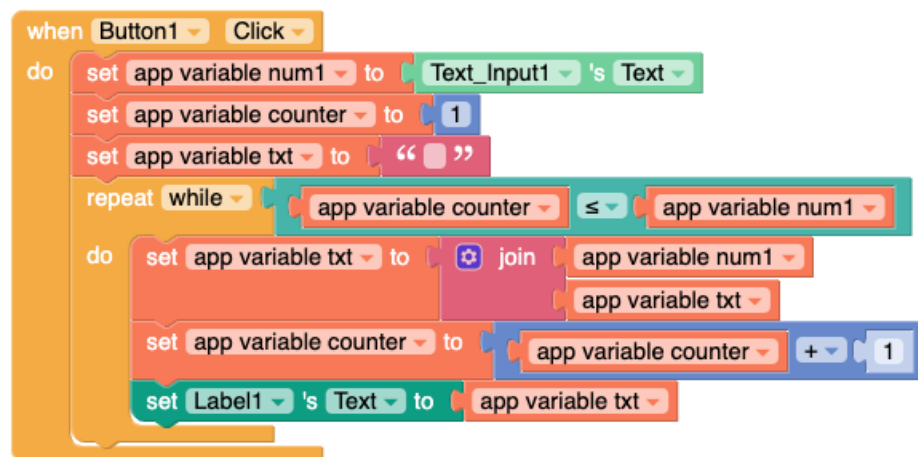 when Button1 Click
do set app variable num1 to Text_Input1 's Text
set app variable counter to 1
set app variable txt to “ ”
repeat while app variable counter ≤ app variable num1
do set app variable txt to join app variable num1
app variable txt
set app variable counter to app variable counter + 1
set Label1 's Text to app variable txt